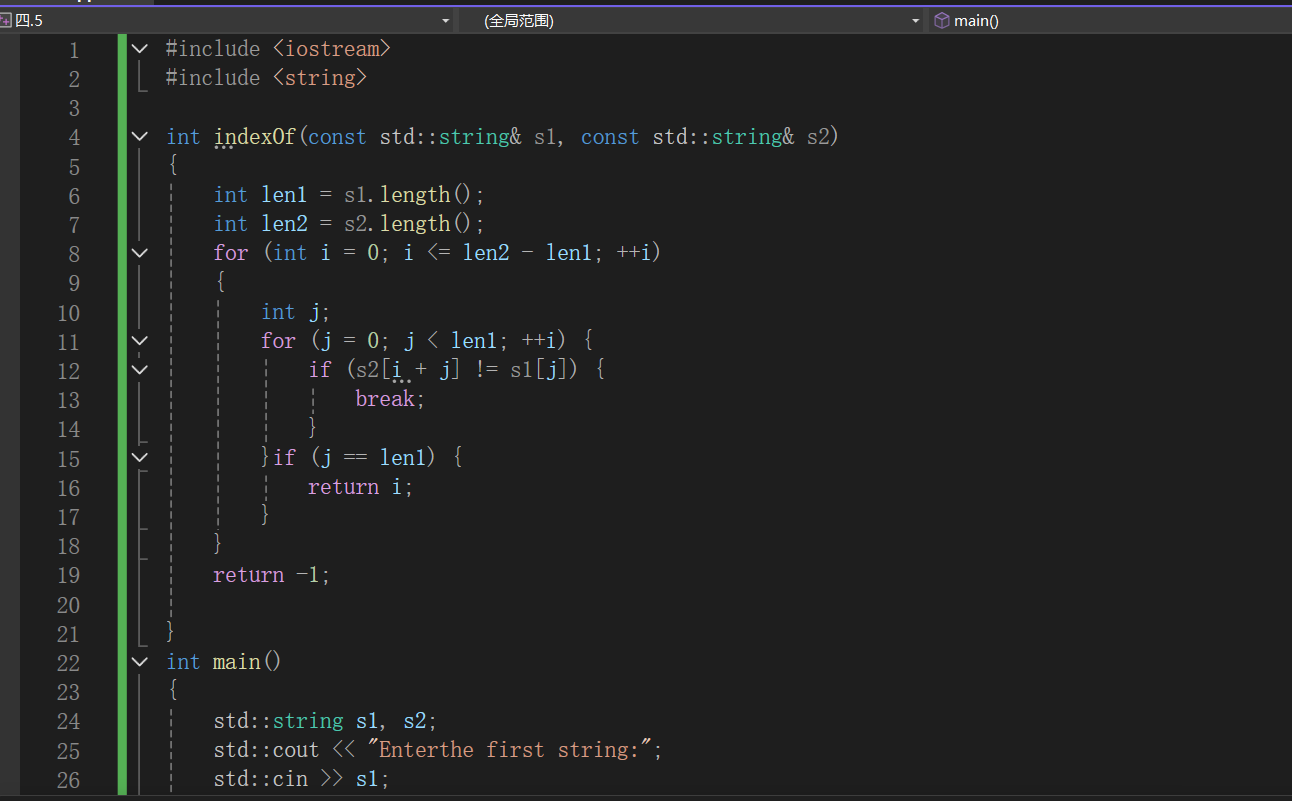 四.5 (全局范围) main()
1 #include <iostream>
2 #include <string>
3
4 int indexOf(const std::string& s1, const std::string& s2)
5 {
6 int len1 = s1.length();
7 int len2 = s2.length();
8 for (int i = 0; i <= len2 - len1; ++i)
9 {
10 int j;
11 for (j = 0; j < len1; ++i) {
12 if (s2[i + j] != s1[j]) {
13 break;
14 }
15 }if (j == len1) {
16 return i;
17 }
18 }
19 return -1;
20
21 }
22 int main()
23 {
24 std::string s1, s2;
25 std::cout << "Enterthe first string:";
26 std::cin >> s1;